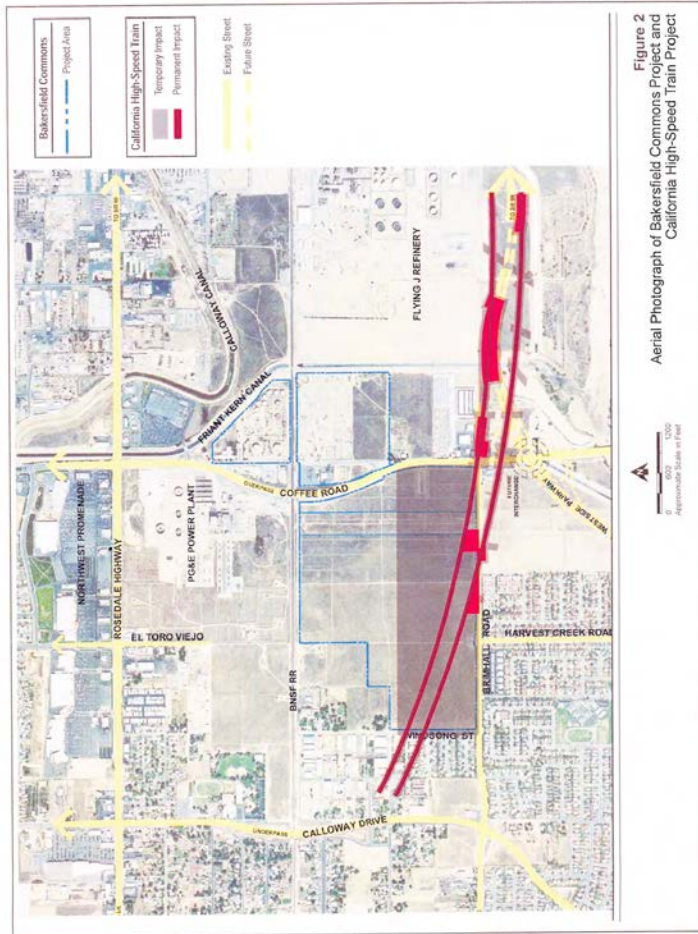 Bakersfield Commons
Project Area
California High-Speed Train
Temporary Impact
Permanent Impact
Existing Street
Future Street
TO SR 99
NORTHWEST PROMENADE
ROSEDALE HIGHWAY
CALLOWAY CANAL
FRIANT KERN CANAL
OVERPASS
COFFEE ROAD
PG&E POWER PLANT
EL TORO VIEJO
BNSF RR
FLYING J REFINERY
TO SR 99
FUTURE
INTERCHANGE
WESTSIDE PARKWAY
BRIMHALL ROAD
HARVEST CREEK ROAD
WINDSONG ST
UNDERPASS
CALLOWAY DRIVE
0 600 1200
Approximate Scale in Feet
Figure 2
Aerial Photograph of Bakersfield Commons Project and
California High-Speed Train Project